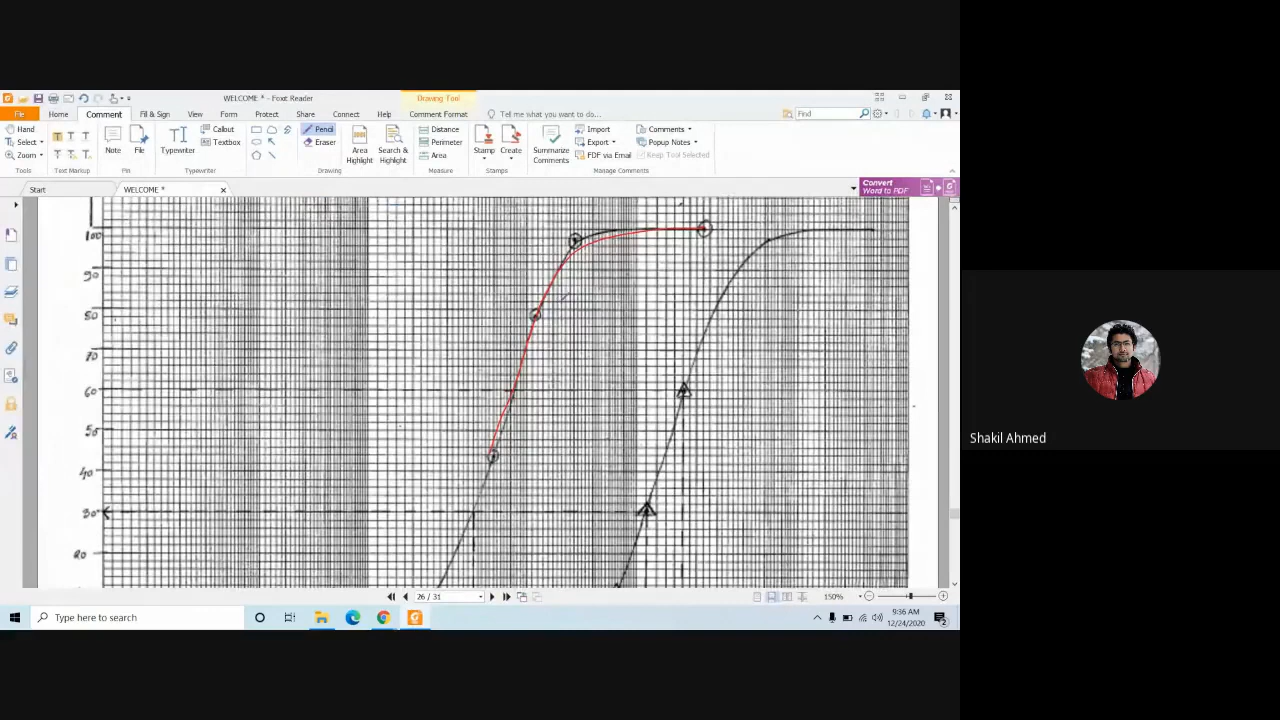 WELCOME * - Foxit Reader
Drawing Tool
File
Home
Comment
Fill & Sign
View
Form
Protect
Share
Connect
Help
Comment Format
Tell me what you want to do...
Find
Hand
Select
Zoom
Tools
Text Markup
Note
File
Typewriter
Callout
Textbox
Typewriter
Pencil
Eraser
Drawing
Area Highlight
Search & Highlight
Distance
Perimeter
Area
Measure
Stamp
Create
Stamps
Summarize Comments
Import
Export
FDF via Email
Comments
Popup Notes
Keep Tool Selected
Manage Comments
Start
WELCOME *
Convert
Word to PDF
100
90
80
70
60
50
40
30
20
Shakil Ahmed
26 / 31
150%
Type here to search
9:36 AM
12/24/2020
2